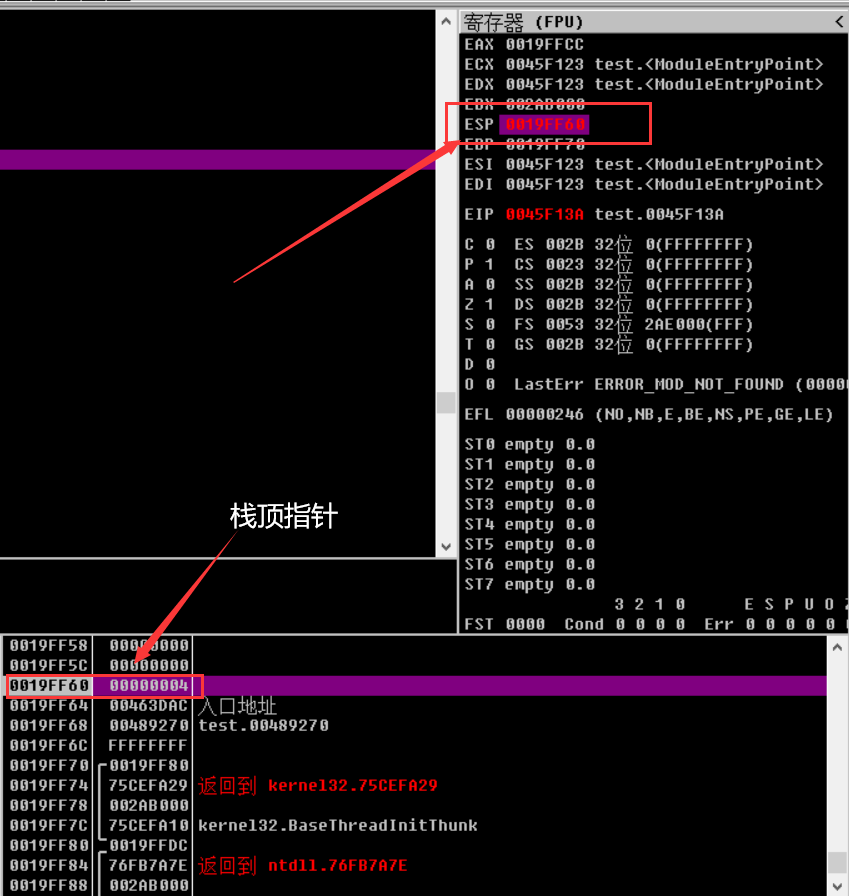 寄存器 (FPU) <
EAX 0019FFCC
ECX 0045F123 test.<ModuleEntryPoint>
EDX 0045F123 test.<ModuleEntryPoint>
EBX 002AB000
ESP 0019FF60
EBP 0019FF70
ESI 0045F123 test.<ModuleEntryPoint>
EDI 0045F123 test.<ModuleEntryPoint>
EIP 0045F13A test.0045F13A
C 0 ES 002B 32位 0(FFFFFFFF)
P 1 CS 0023 32位 0(FFFFFFFF)
A 0 SS 002B 32位 0(FFFFFFFF)
Z 1 DS 002B 32位 0(FFFFFFFF)
S 0 FS 0053 32位 2AE000(FFF)
T 0 GS 002B 32位 0(FFFFFFFF)
D 0
O 0 LastErr ERROR_MOD_NOT_FOUND (0000
EFL 00000246 (NO,NB,E,BE,NS,PE,GE,LE)
ST0 empty 0.0
ST1 empty 0.0
ST2 empty 0.0
ST3 empty 0.0
ST4 empty 0.0
ST5 empty 0.0
ST6 empty 0.0
ST7 empty 0.0
3 2 1 0 E S P U O Z
FST 0000 Cond 0 0 0 0 Err 0 0 0 0 0
栈顶指针
0019FF58 00000000
0019FF5C 00000000
0019FF60 00000004
0019FF64 00463DAC 入口地址
0019FF68 00489270 test.00489270
0019FF6C FFFFFFFF
0019FF70 0019FF80
0019FF74 75CEFA29 返回到 kernel32.75CEFA29
0019FF78 002AB000
0019FF7C 75CEFA10 kernel32.BaseThreadInitThunk
0019FF80 0019FFDC
0019FF84 76FB7A7E 返回到 ntdll.76FB7A7E
0019FF88 002AB000